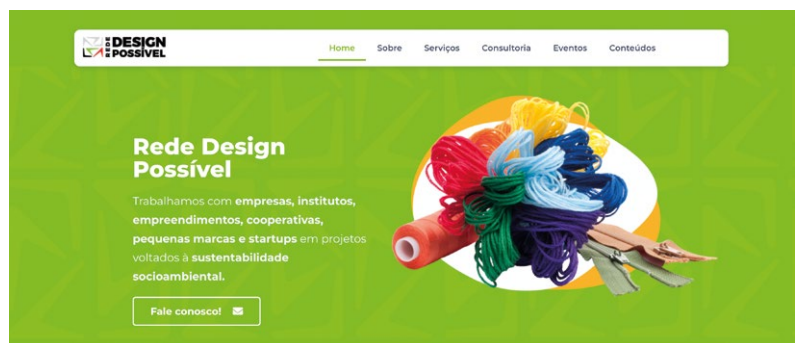 REDE DESIGN
POSSÍVEL
Home Sobre Serviços Consultoria Eventos Conteúdos
Rede Design
Possível
Trabalhamos com empresas, institutos,
empreendimentos, cooperativas,
pequenas marcas e startups em projetos
voltados à sustentabilidade
socioambiental.
Fale conosco!